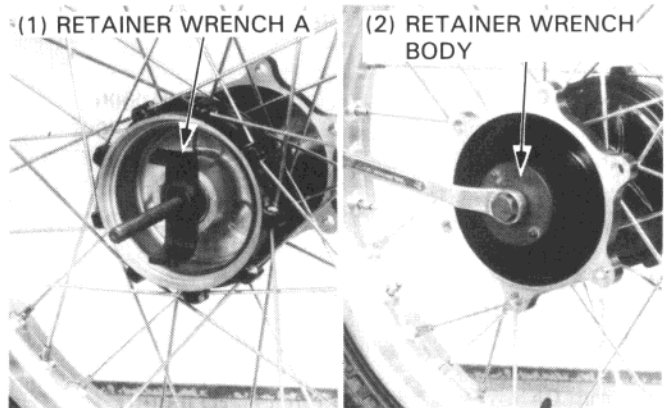 (1) RETAINER WRENCH A
(2) RETAINER WRENCH
BODY